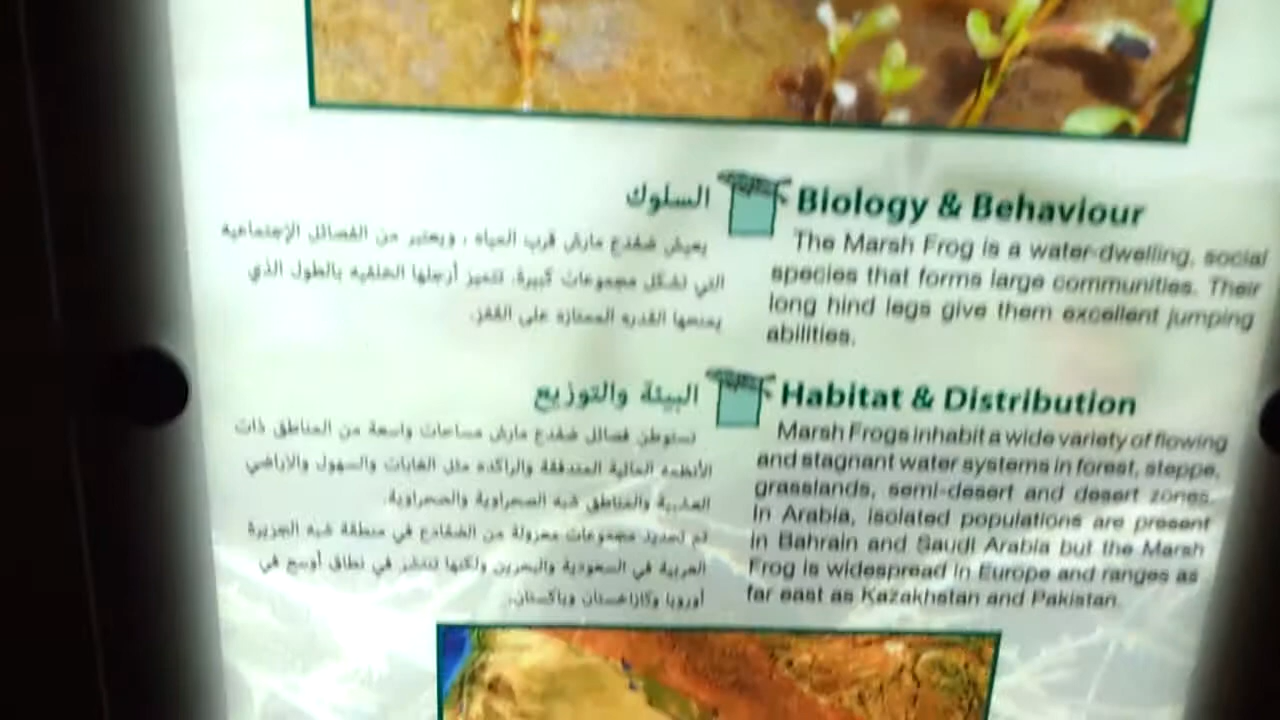 السلوك
يعيش ضفدع مارش قرب المياه ، ويعتبر من الفصائل الإجتماعية
التي تشكل مجموعات كبيرة. تتميز أرجلها الخلفيه بالطول الذي
يمنحها القدره الممتازه على القفز.
Biology & Behaviour
The Marsh Frog is a water-dwelling, social
species that forms large communities. Their
long hind legs give them excellent jumping
abilities.
البيئة والتوزيع
تستوطن فصائل ضفدع مارش مساحات واسعة من المناطق ذات
الأنظمه المائية المتدفقة والراكده مثل الغابات والسهول والاراضي
العشبية والمناطق شبه الصحراوية والصحراوية.
تم تحديد مجموعات معزولة من الضفادع في منطقة شبه الجزيرة
العربية في السعودية والبحرين ولكنها تنتشر في نطاق أوسع في
أوروبا وكازاخستان وباكستان.
Habitat & Distribution
Marsh Frogs inhabit a wide variety of flowing
and stagnant water systems in forest, steppe,
grasslands, semi-desert and desert zones.
In Arabia, isolated populations are present
in Bahrain and Saudi Arabia but the Marsh
Frog is widespread in Europe and ranges as
far east as Kazakhstan and Pakistan.